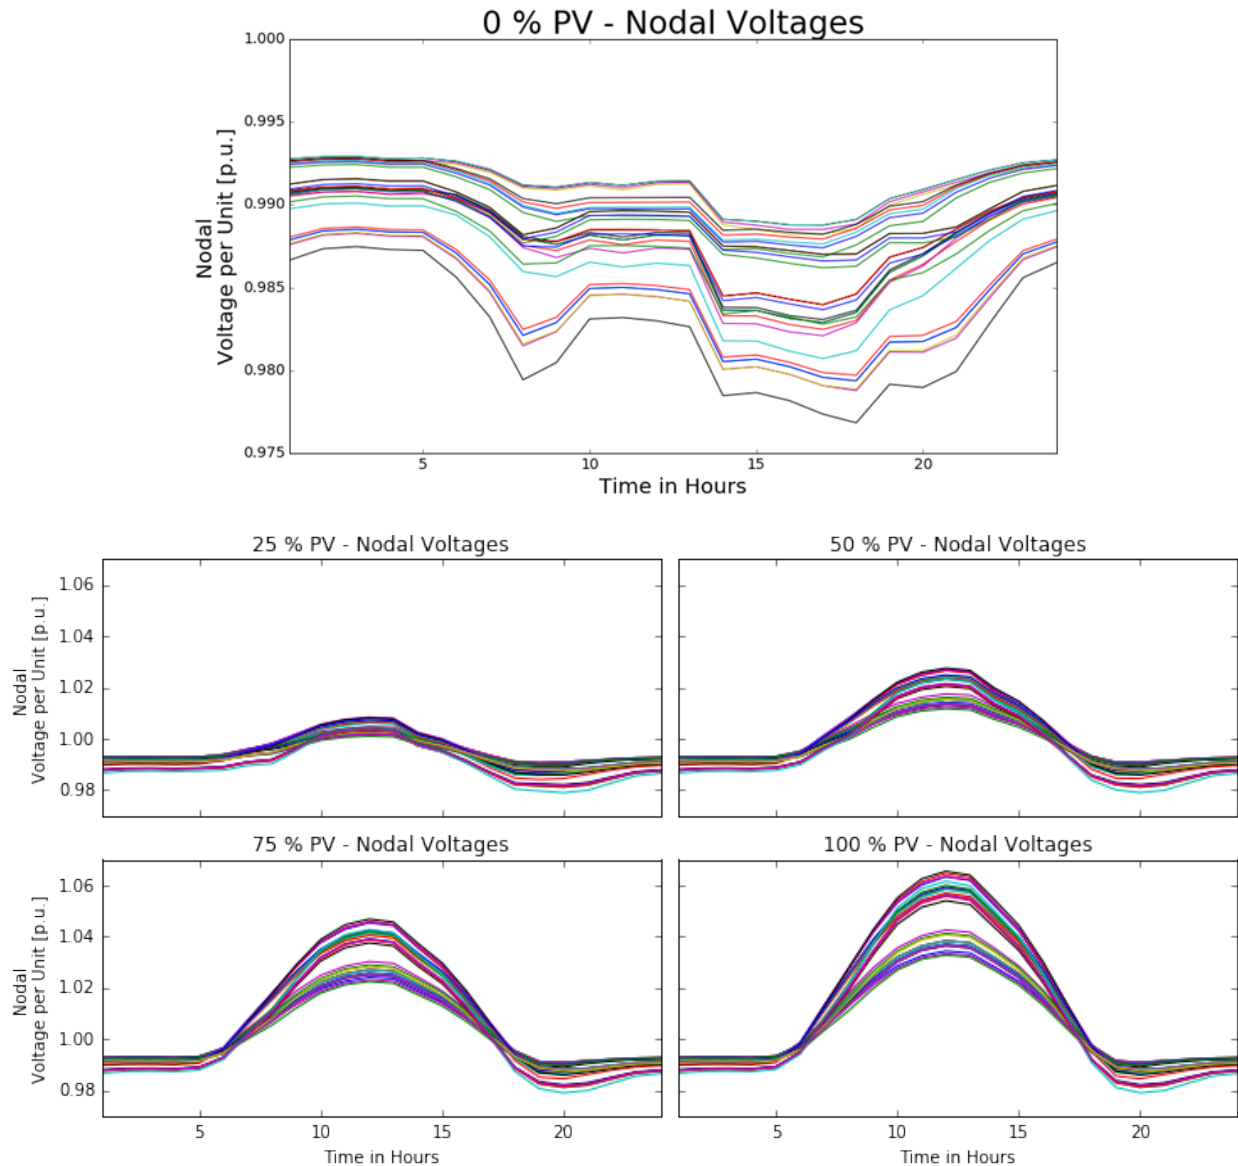 0 % PV - Nodal Voltages
1.000
0.995
0.990
0.985
0.980
0.975
Nodal
Voltage per Unit [p.u.]
5 10 15 20
Time in Hours
25 % PV - Nodal Voltages
50 % PV - Nodal Voltages
1.06
1.04
1.02
1.00
0.98
Nodal
Voltage per Unit [p.u.]
75 % PV - Nodal Voltages
100 % PV - Nodal Voltages
1.06
1.04
1.02
1.00
0.98
Nodal
Voltage per Unit [p.u.]
5 10 15 20
5 10 15 20
Time in Hours
Time in Hours